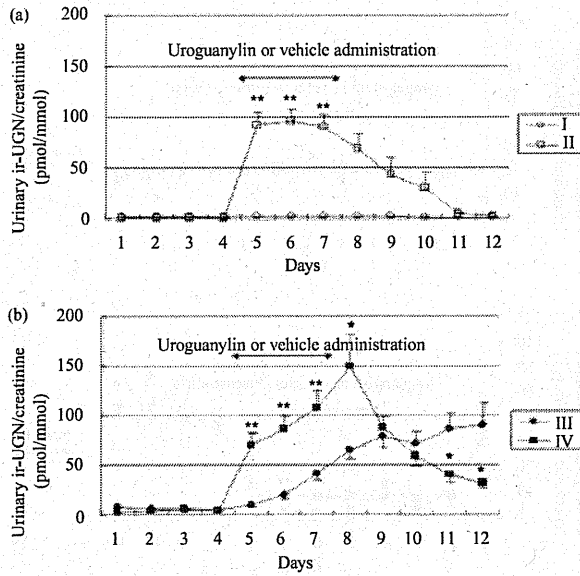 (a)
200
150
100
50
0
Urinary ir-UGN/creatinine
(pmol/mmol)
Uroguanylin or vehicle administration
** ** **
1 2 3 4 5 6 7 8 9 10 11 12
Days
I
II
(b)
200
150
100
50
0
Urinary ir-UGN/creatinine
(pmol/mmol)
Uroguanylin or vehicle administration
*
** ** **
* *
1 2 3 4 5 6 7 8 9 10 11 12
Days
III
IV